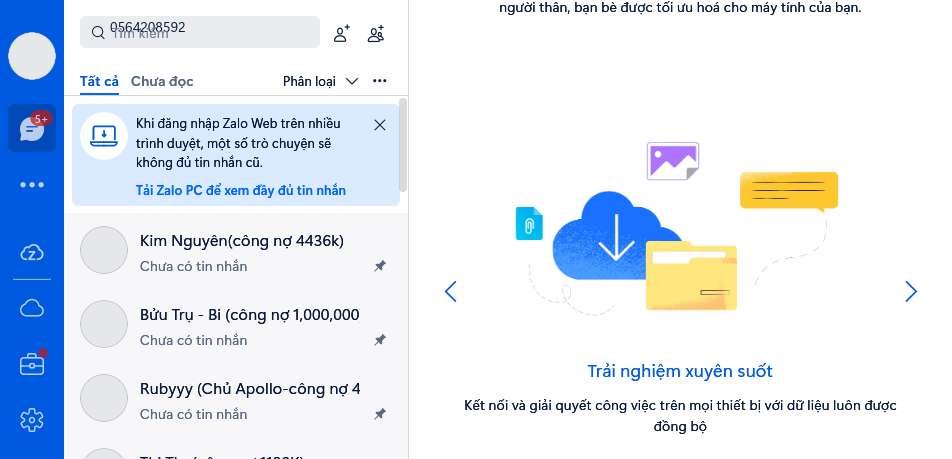 0564208592
Tìm kiếm
Tất cả
Chưa đọc
Phân loại
5+
Khi đăng nhập Zalo Web trên nhiều
trình duyệt, một số trò chuyện sẽ
không đủ tin nhắn cũ.
Tải Zalo PC để xem đầy đủ tin nhắn
Kim Nguyên(công nợ 4436k)
Chưa có tin nhắn
Bửu Trụ - Bi (công nợ 1,000,000
Chưa có tin nhắn
Rubyyy (Chủ Apollo-công nợ 4
Chưa có tin nhắn
người thân, bạn bè được tối ưu hoá cho máy tính của bạn.
Trải nghiệm xuyên suốt
Kết nối và giải quyết công việc trên mọi thiết bị với dữ liệu luôn được
đồng bộ